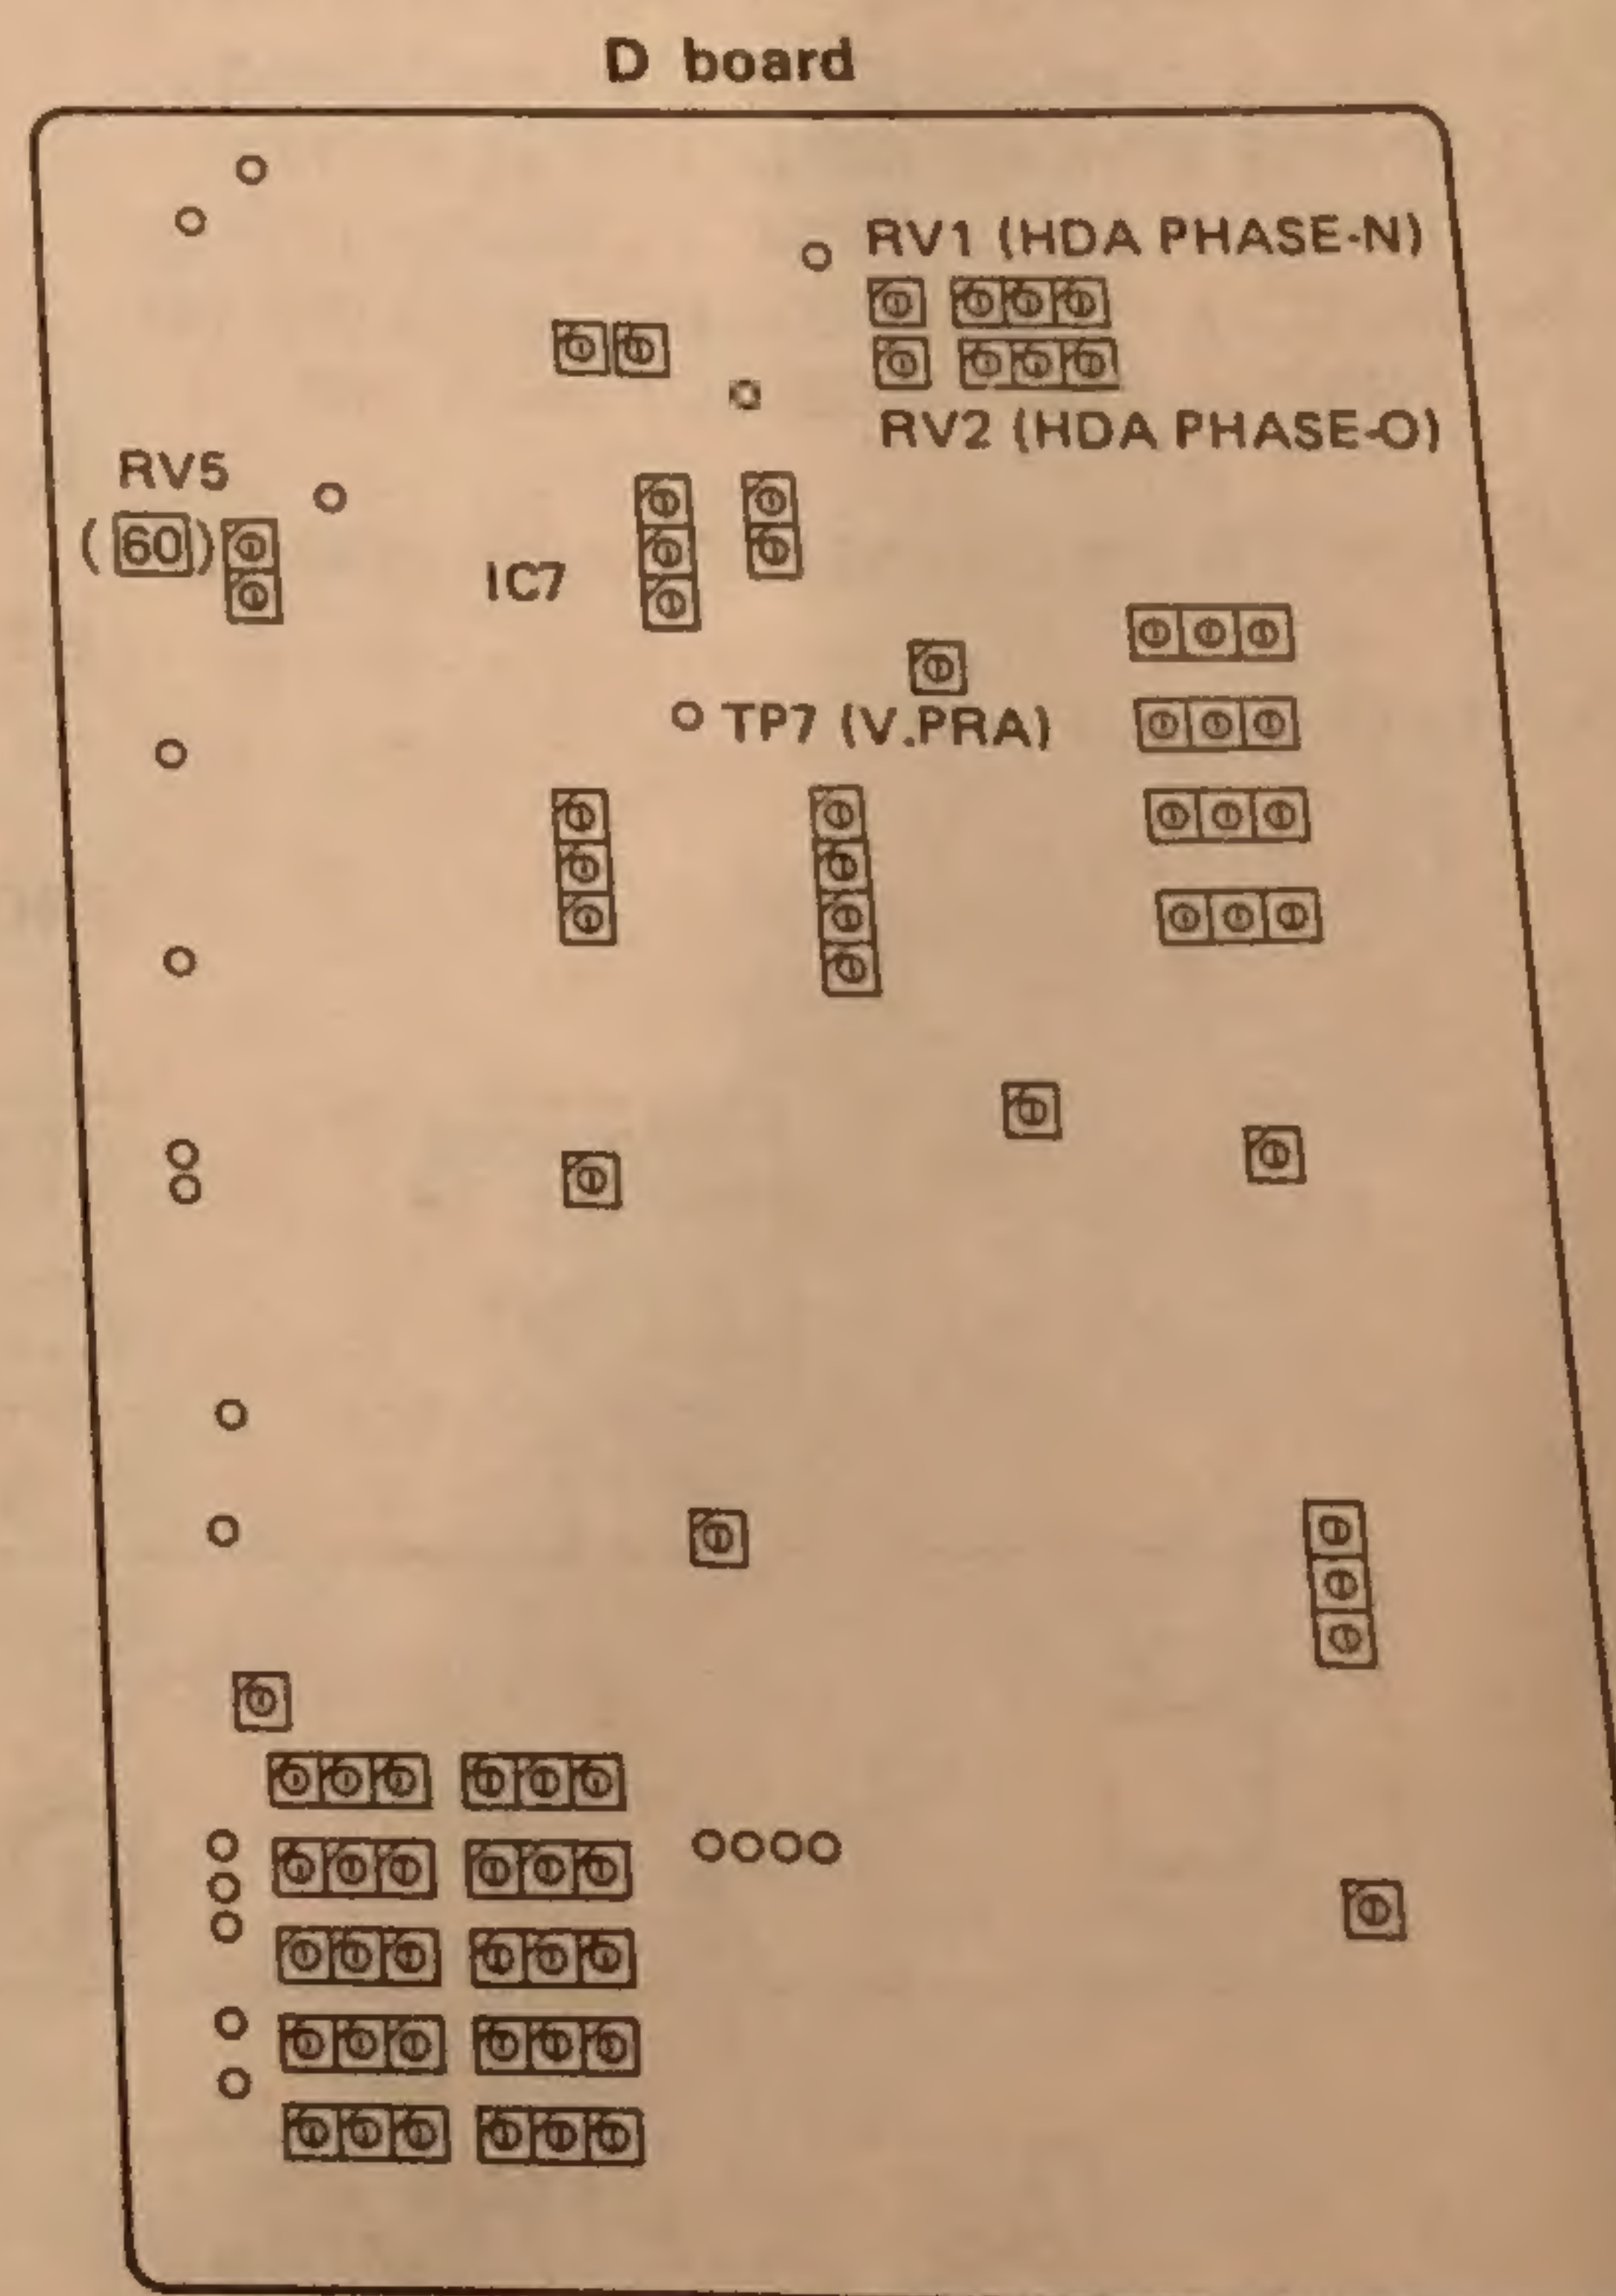 D board
RV1 (HDA PHASE-N)
RV2 (HDA PHASE-O)
RV5
(60)
IC7
TP7 (V.PRA)